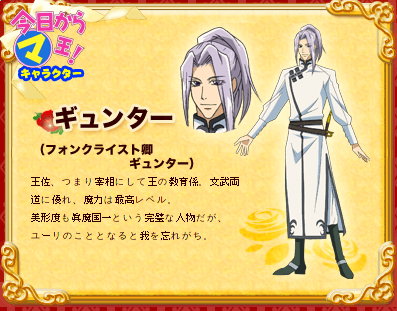 今日から
マ王!
キャラクター
ギュンター
(フォンクライスト卿
ギュンター)
王佐、つまり宰相にして王の教育係。文武両
道に優れ、魔力は最高レベル。
美形度も眞魔国一という完璧な人物だが、
ユーリのこととなると我を忘れがち。